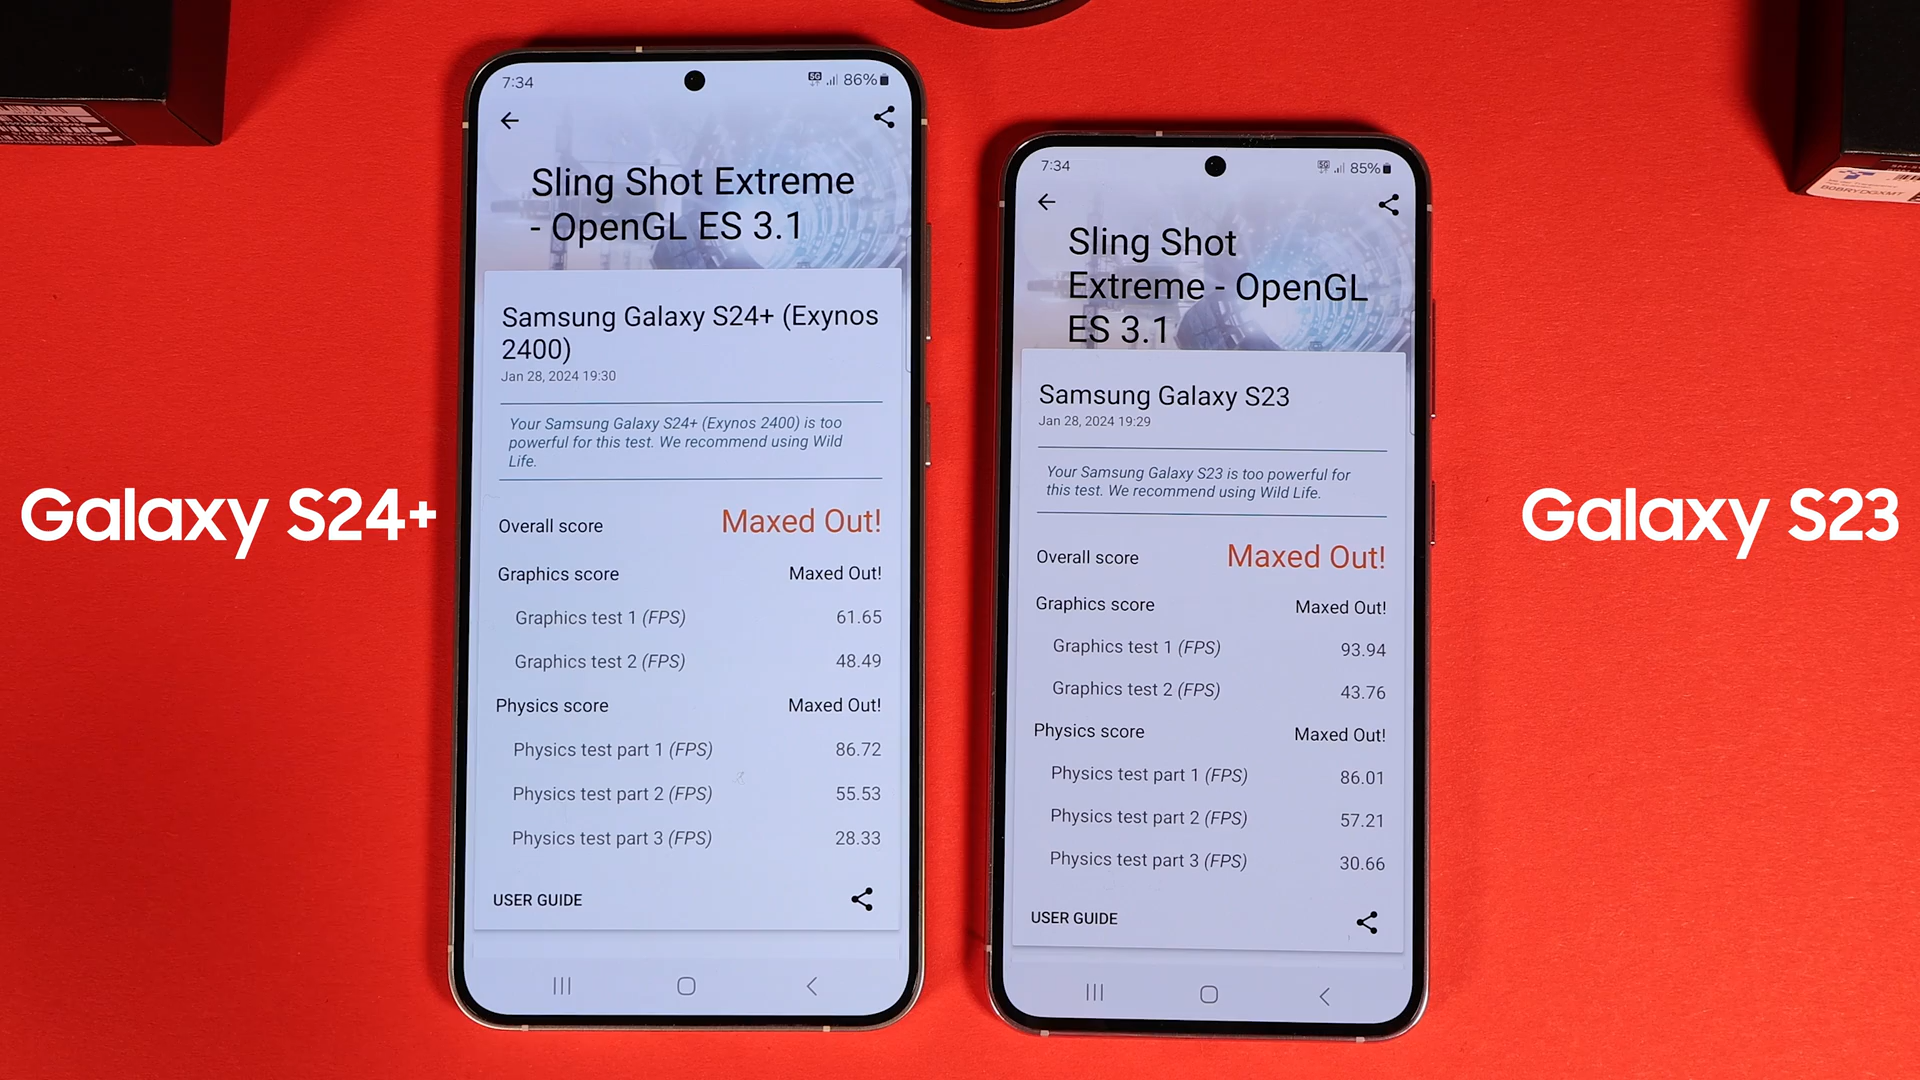 7:34
5G
86%
Sling Shot Extreme
- OpenGL ES 3.1
Samsung Galaxy S24+ (Exynos
2400)
Jan 28, 2024 19:30
Your Samsung Galaxy S24+ (Exynos 2400) is too
powerful for this test. We recommend using Wild
Life.
Overall score Maxed Out!
Graphics score Maxed Out!
Graphics test 1 (FPS) 61.65
Graphics test 2 (FPS) 48.49
Physics score Maxed Out!
Physics test part 1 (FPS) 86.72
Physics test part 2 (FPS) 55.53
Physics test part 3 (FPS) 28.33
USER GUIDE
Galaxy S24+
7:34
5G
85%
Sling Shot
Extreme - OpenGL
ES 3.1
Samsung Galaxy S23
Jan 28, 2024 19:29
Your Samsung Galaxy S23 is too powerful for
this test. We recommend using Wild Life.
Overall score Maxed Out!
Graphics score Maxed Out!
Graphics test 1 (FPS) 93.94
Graphics test 2 (FPS) 43.76
Physics score Maxed Out!
Physics test part 1 (FPS) 86.01
Physics test part 2 (FPS) 57.21
Physics test part 3 (FPS) 30.66
USER GUIDE
Galaxy S23
B0BRYDGXMT